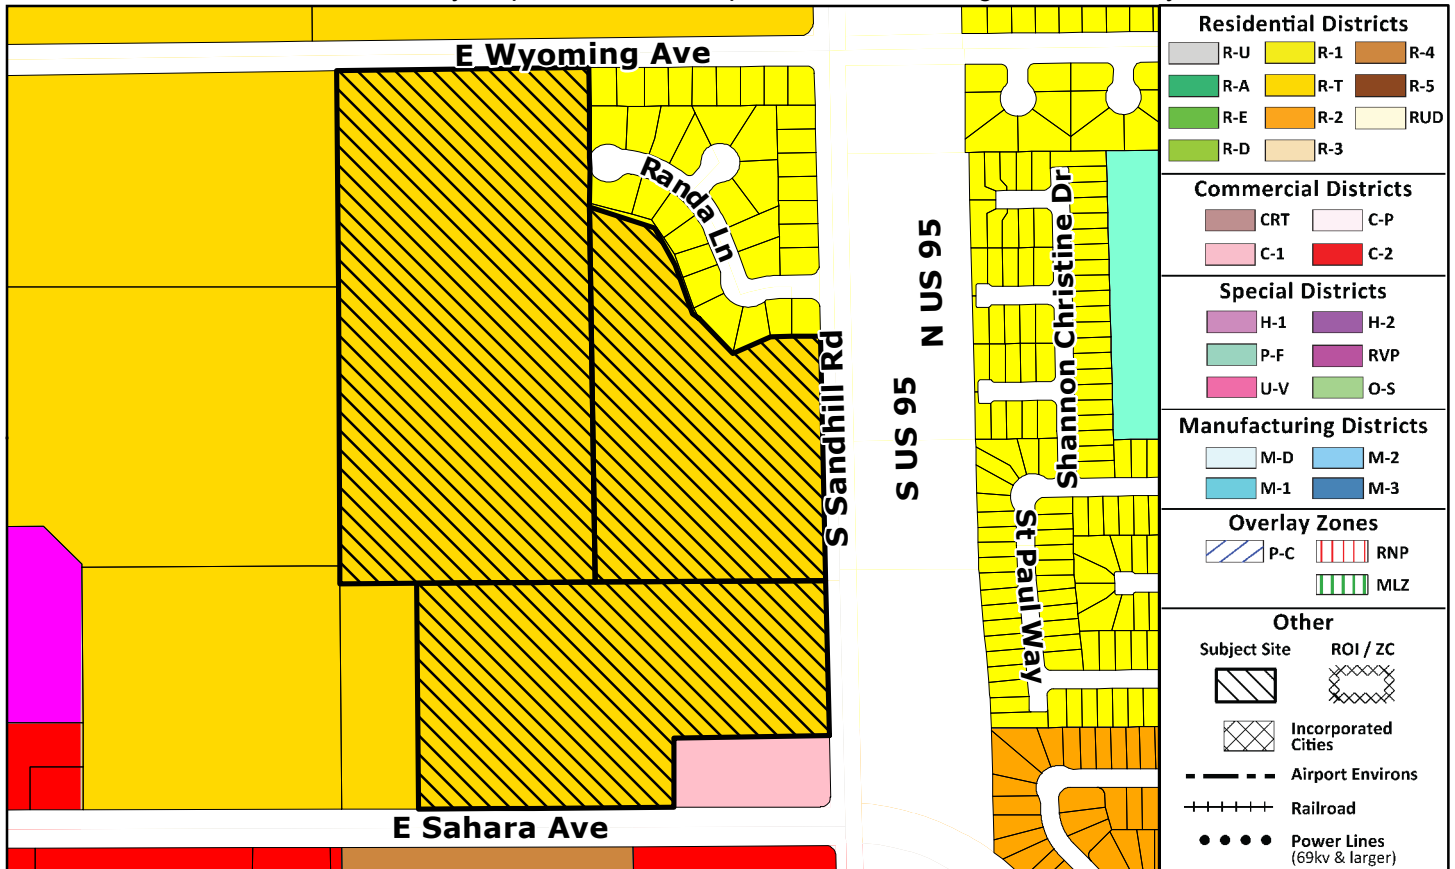 E Wyoming Ave
Randa Ln
S Sandhill Rd
N US 95
S US 95
Shannon Christine Dr
St Paul Way
E Sahara Ave
Residential Districts
R-U R-1 R-4
R-A R-T R-5
R-E R-2 RUD
R-D R-3
Commercial Districts
CRT C-P
C-1 C-2
Special Districts
H-1 H-2
P-F RVP
U-V O-S
Manufacturing Districts
M-D M-2
M-1 M-3
Overlay Zones
P-C RNP
MLZ
Other
Subject Site ROI / ZC
Incorporated
Cities
Airport Environs
Railroad
Power Lines
(69kv & larger)